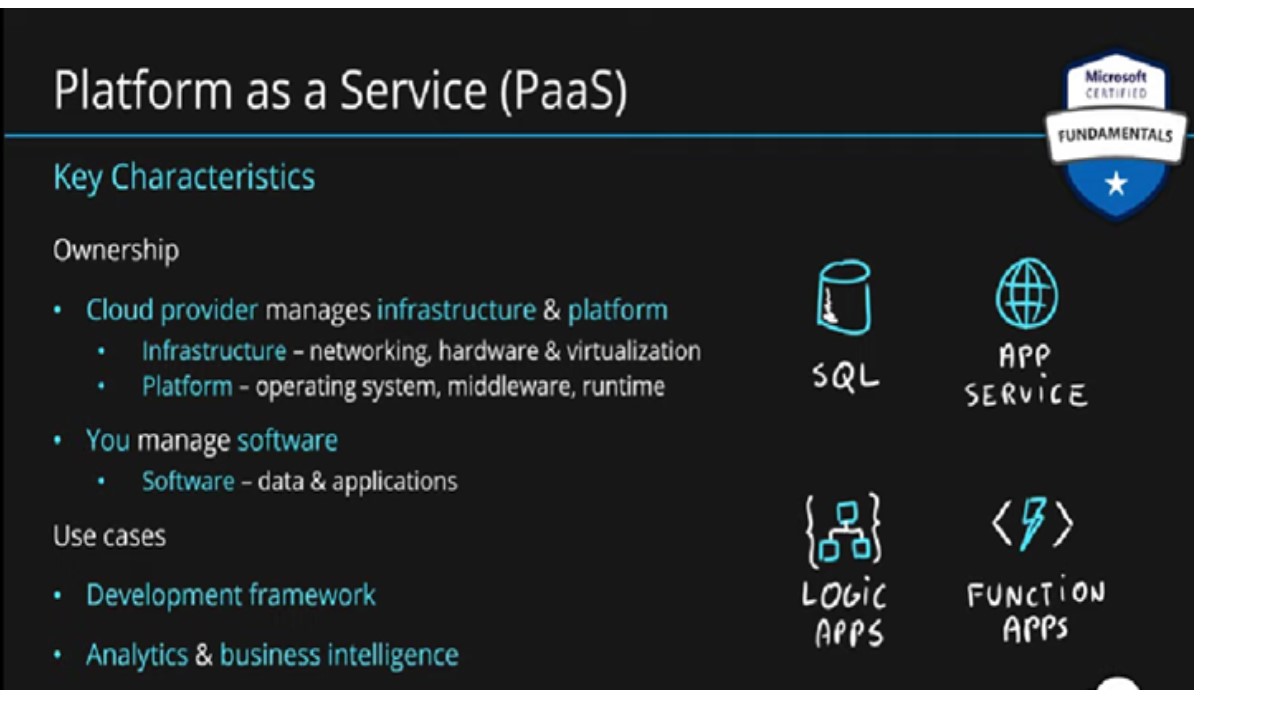 Platform as a Service (PaaS)
Microsoft
CERTIFIED
FUNDAMENTALS
Key Characteristics
Ownership
• Cloud provider manages infrastructure & platform
• Infrastructure – networking, hardware & virtualization
• Platform – operating system, middleware, runtime
• You manage software
• Software – data & applications
Use cases
• Development framework
• Analytics & business intelligence
SQL
APP
SERVICE
LOGIC
APPS
FUNCTION
APPS